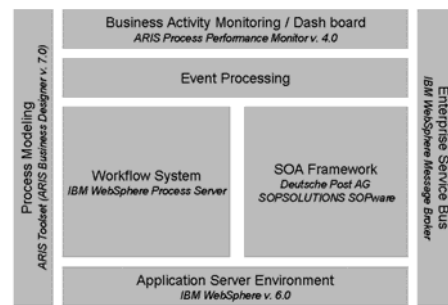 Business Activity Monitoring / Dash board
ARIS Process Performance Monitor v. 4.0
Event Processing
Process Modeling
ARIS Toolset (ARIS Business Designer v. 7.0)
Workflow System
IBM WebSphere Process Server
SOA Framework
Deutsche Post AG
SOPSOLUTIONS SOPware
Enterprise Service Bus
IBM WebSphere Message Broker
Application Server Environment
IBM WebSphere v. 6.0